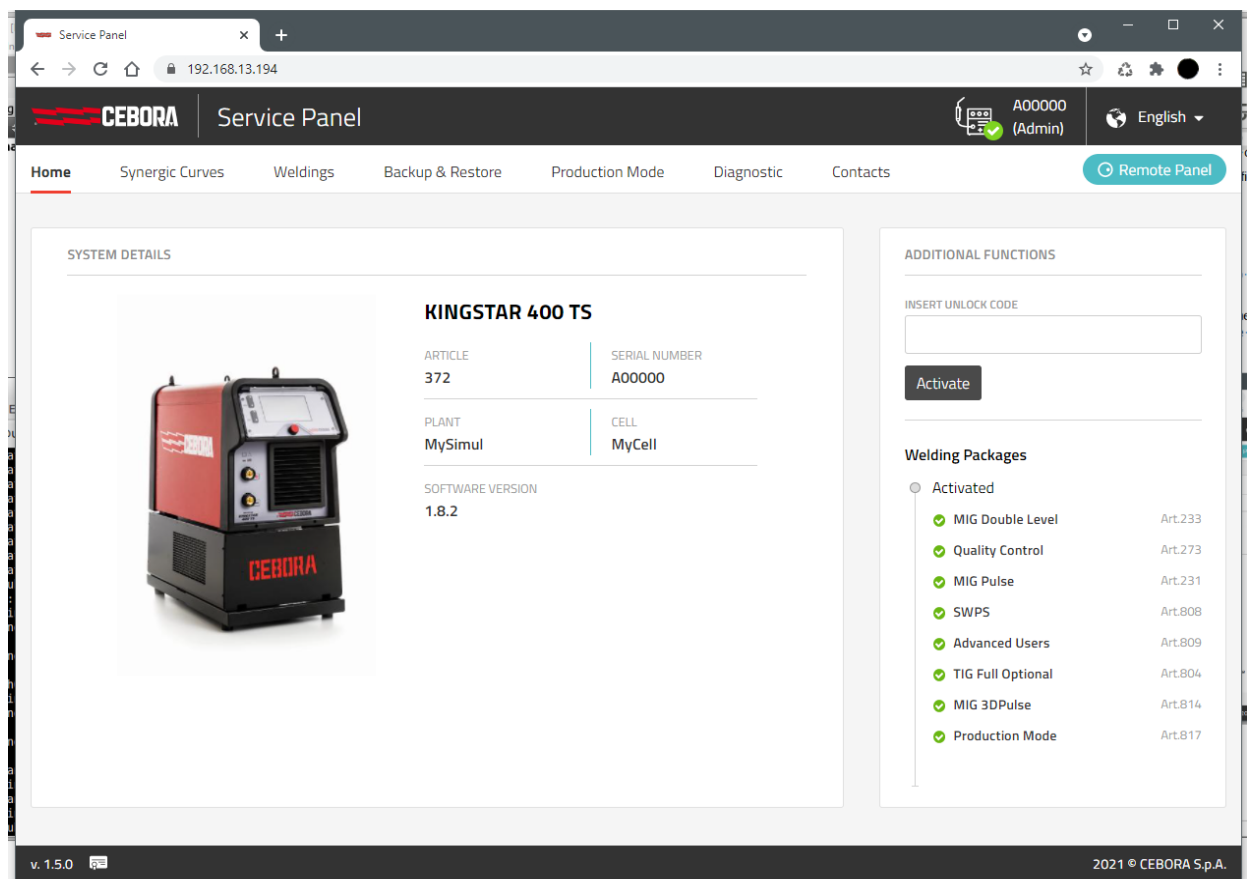 Service Panel
192.168.13.194
CEBORA
Service Panel
A00000
(Admin)
English
Home
Synergic Curves
Weldings
Backup & Restore
Production Mode
Diagnostic
Contacts
Remote Panel
SYSTEM DETAILS
CEBORA
CEBORA
KINGSTAR 400 TS
ARTICLE
372
SERIAL NUMBER
A00000
PLANT
MySimul
CELL
MyCell
SOFTWARE VERSION
1.8.2
ADDITIONAL FUNCTIONS
INSERT UNLOCK CODE
Activate
Welding Packages
Activated
MIG Double Level Art.233
Quality Control Art.273
MIG Pulse Art.231
SWPS Art.808
Advanced Users Art.809
TIG Full Optional Art.804
MIG 3DPulse Art.814
Production Mode Art.817
v. 1.5.0
2021 © CEBORA S.p.A.